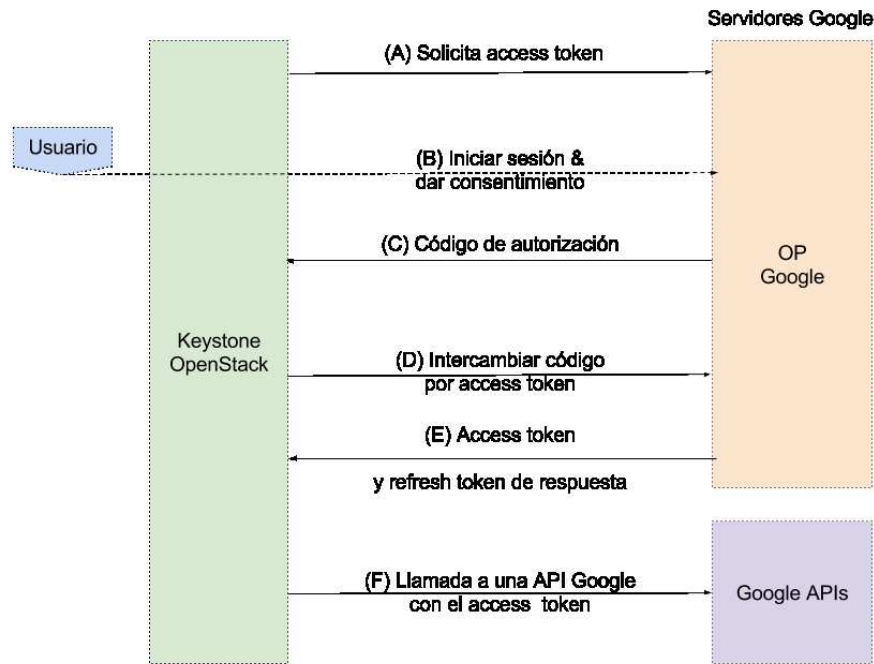 Servidores Google
(A) Solicita access token
Usuario
(B) Iniciar sesión &
dar consentimiento
(C) Código de autorización
OP
Google
Keystone
OpenStack
(D) Intercambiar código
por access token
(E) Access token
y refresh token de respuesta
(F) Llamada a una API Google
con el access token
Google APIs